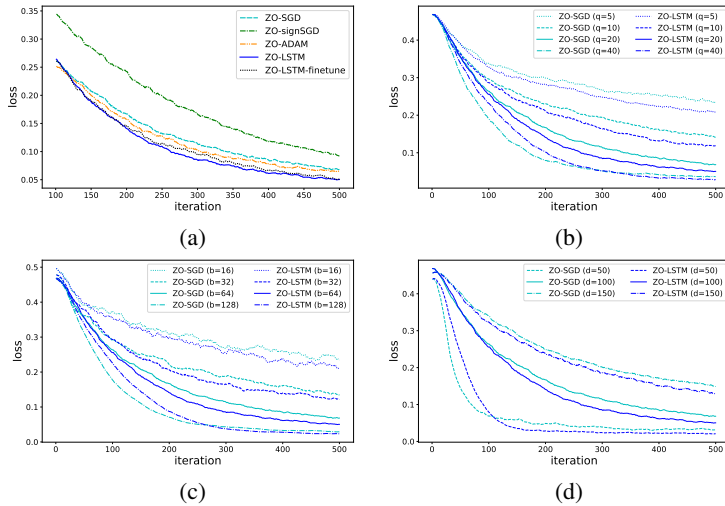 0.35
0.30
0.25
0.20
0.15
0.10
0.05
loss
ZO-SGD
ZO-signSGD
ZO-ADAM
ZO-LSTM
ZO-LSTM-finetune
100 150 200 250 300 350 400 450 500
iteration
(a)
0.4
0.3
0.2
0.1
loss
ZO-SGD (q=5) ZO-LSTM (q=5)
ZO-SGD (q=10) ZO-LSTM (q=10)
ZO-SGD (q=20) ZO-LSTM (q=20)
ZO-SGD (q=40) ZO-LSTM (q=40)
0 100 200 300 400 500
iteration
(b)
0.5
0.4
0.3
0.2
0.1
0.0
loss
ZO-SGD (b=16) ZO-LSTM (b=16)
ZO-SGD (b=32) ZO-LSTM (b=32)
ZO-SGD (b=64) ZO-LSTM (b=64)
ZO-SGD (b=128) ZO-LSTM (b=128)
0 100 200 300 400 500
iteration
(c)
0.4
0.3
0.2
0.1
0.0
loss
ZO-SGD (d=50) ZO-LSTM (d=50)
ZO-SGD (d=100) ZO-LSTM (d=100)
ZO-SGD (d=150) ZO-LSTM (d=150)
0 100 200 300 400 500
iteration
(d)